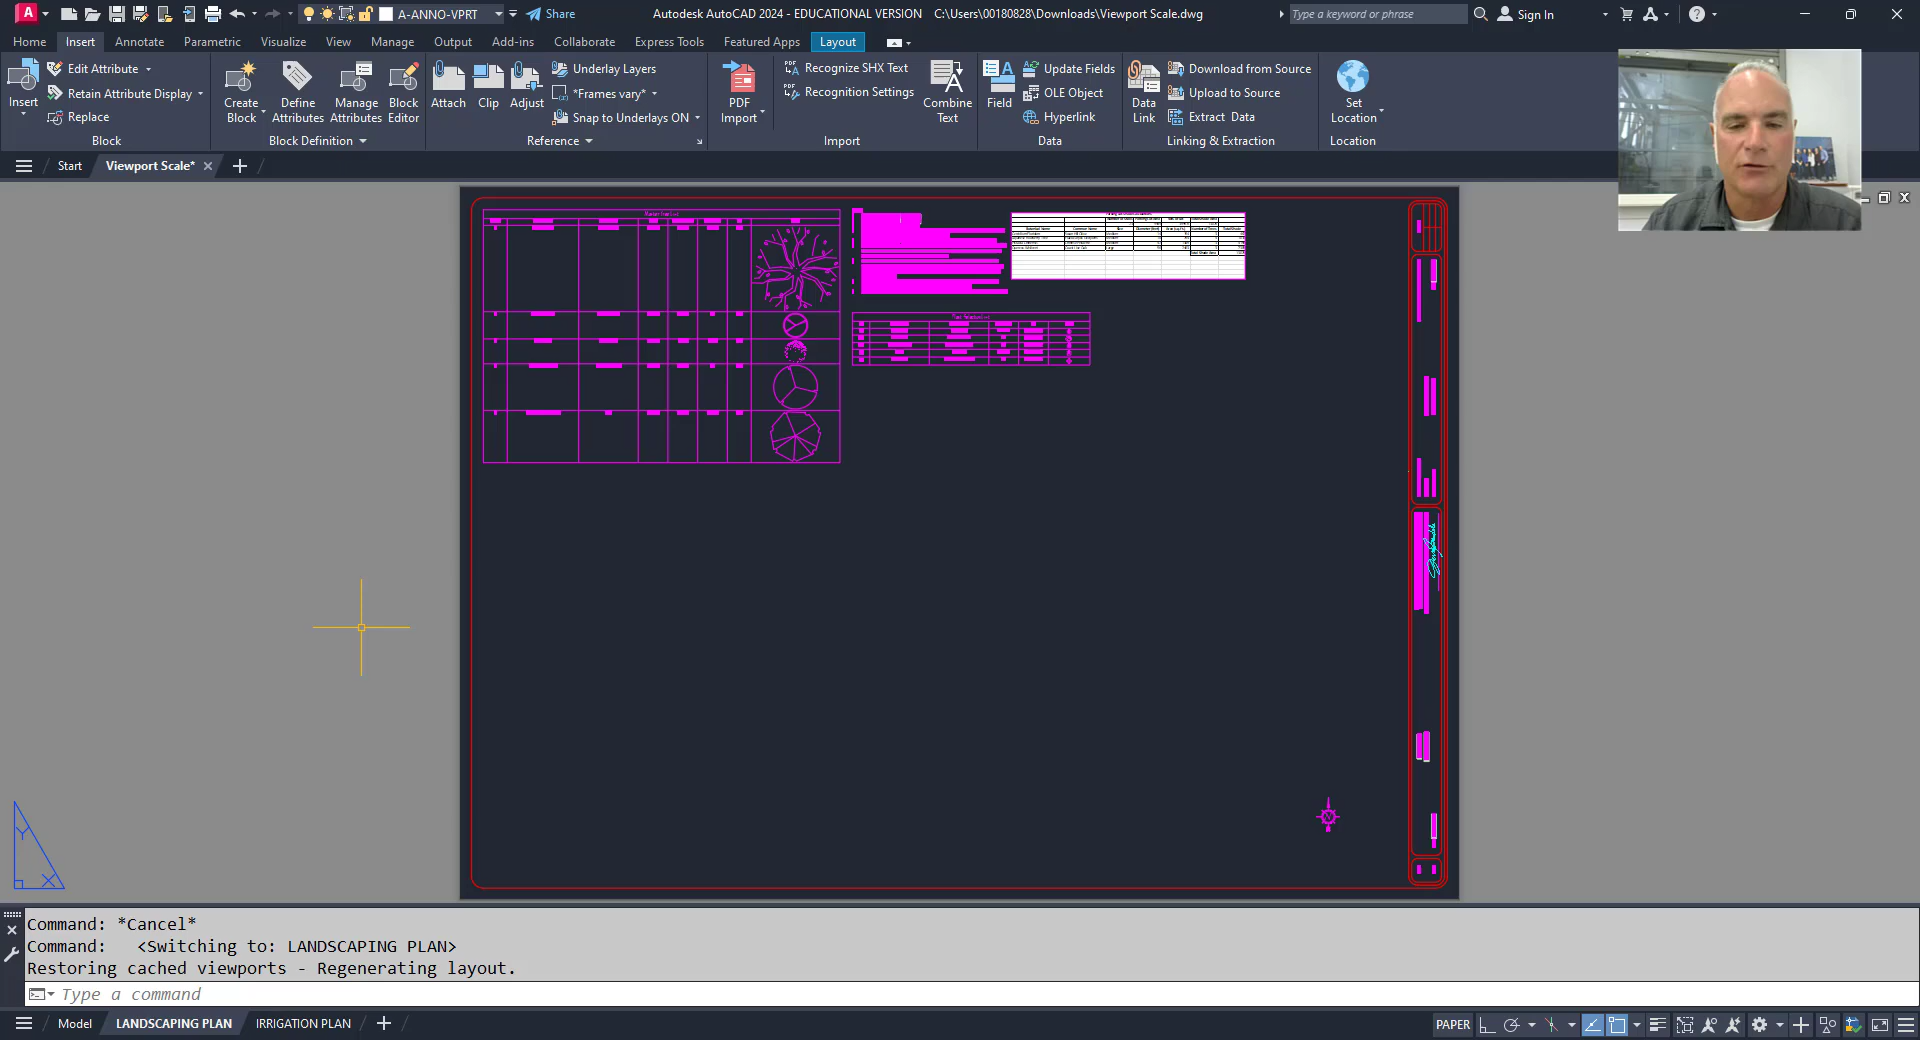 A-ANNO-VPRT
Share
Autodesk AutoCAD 2024 - EDUCATIONAL VERSION C:\Users\00180828\Downloads\Viewport Scale.dwg
Type a keyword or phrase
Sign In
Home Insert Annotate Parametric Visualize View Manage Output Add-ins Collaborate Express Tools Featured Apps Layout
Insert
Edit Attribute
Retain Attribute Display
Replace
Block
Create Block
Define Attributes
Manage Attributes
Block Editor
Block Definition
Attach
Clip
Adjust
Underlay Layers
*Frames vary*
Snap to Underlays ON
Reference
PDF Import
Recognize SHX Text
Recognition Settings
Combine Text
Import
Field
Update Fields
OLE Object
Hyperlink
Data
Data Link
Download from Source
Upload to Source
Extract Data
Linking & Extraction
Set Location
Location
Start
Viewport Scale*
Y
X
N
Command: *Cancel*
Command: <Switching to: LANDSCAPING PLAN>
Restoring cached viewports - Regenerating layout.
Type a command
Model LANDSCAPING PLAN IRRIGATION PLAN
PAPER